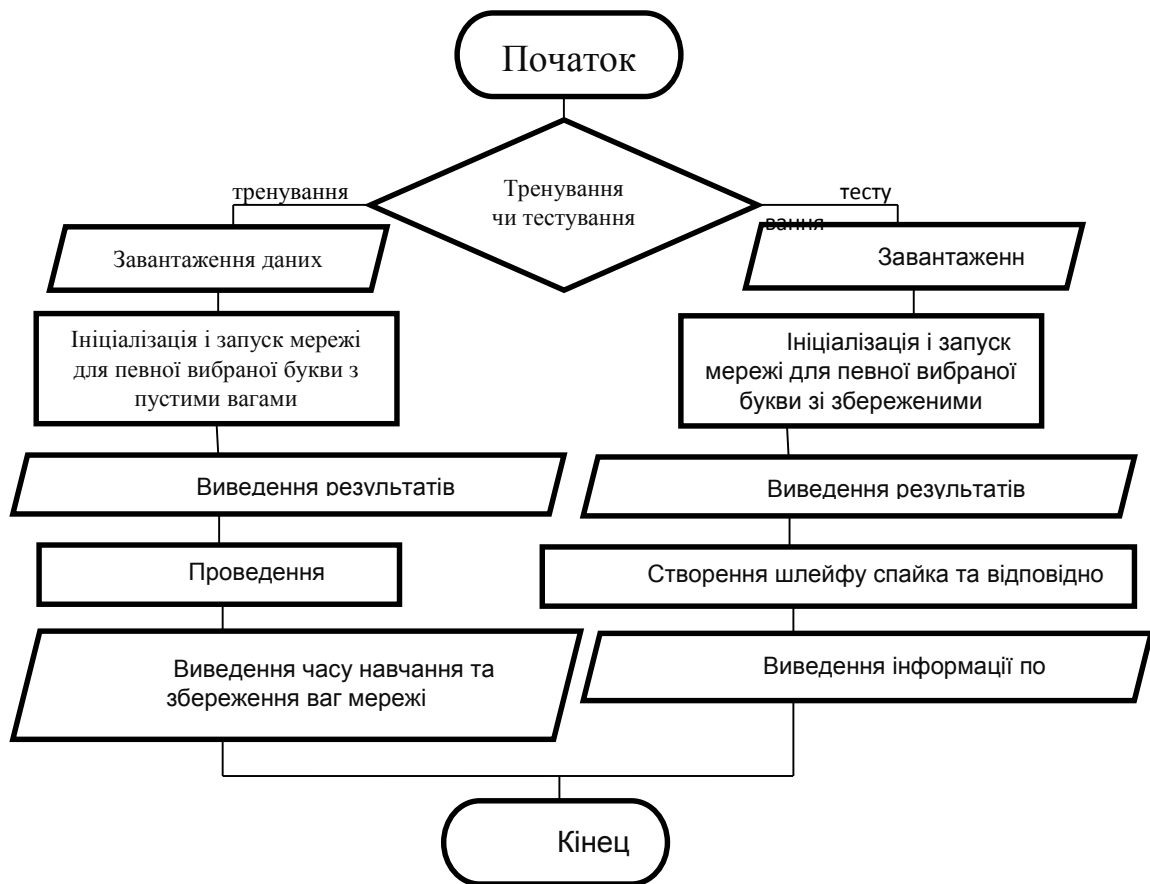 Початок
Тренування
чи тестування
тренування
Завантаження даних
Ініціалізація і запуск мережі
для певної вибраної букви з
пустими вагами
Виведення результатів
Проведення
Виведення часу навчання та
збереження ваг мережі
тесту
вання
Завантаженн
Ініціалізація і запуск
мережі для певної вибраної
букви зі збереженими
Виведення результатів
Створення шлейфу спайка та відповідно
Виведення інформації по
Кінец